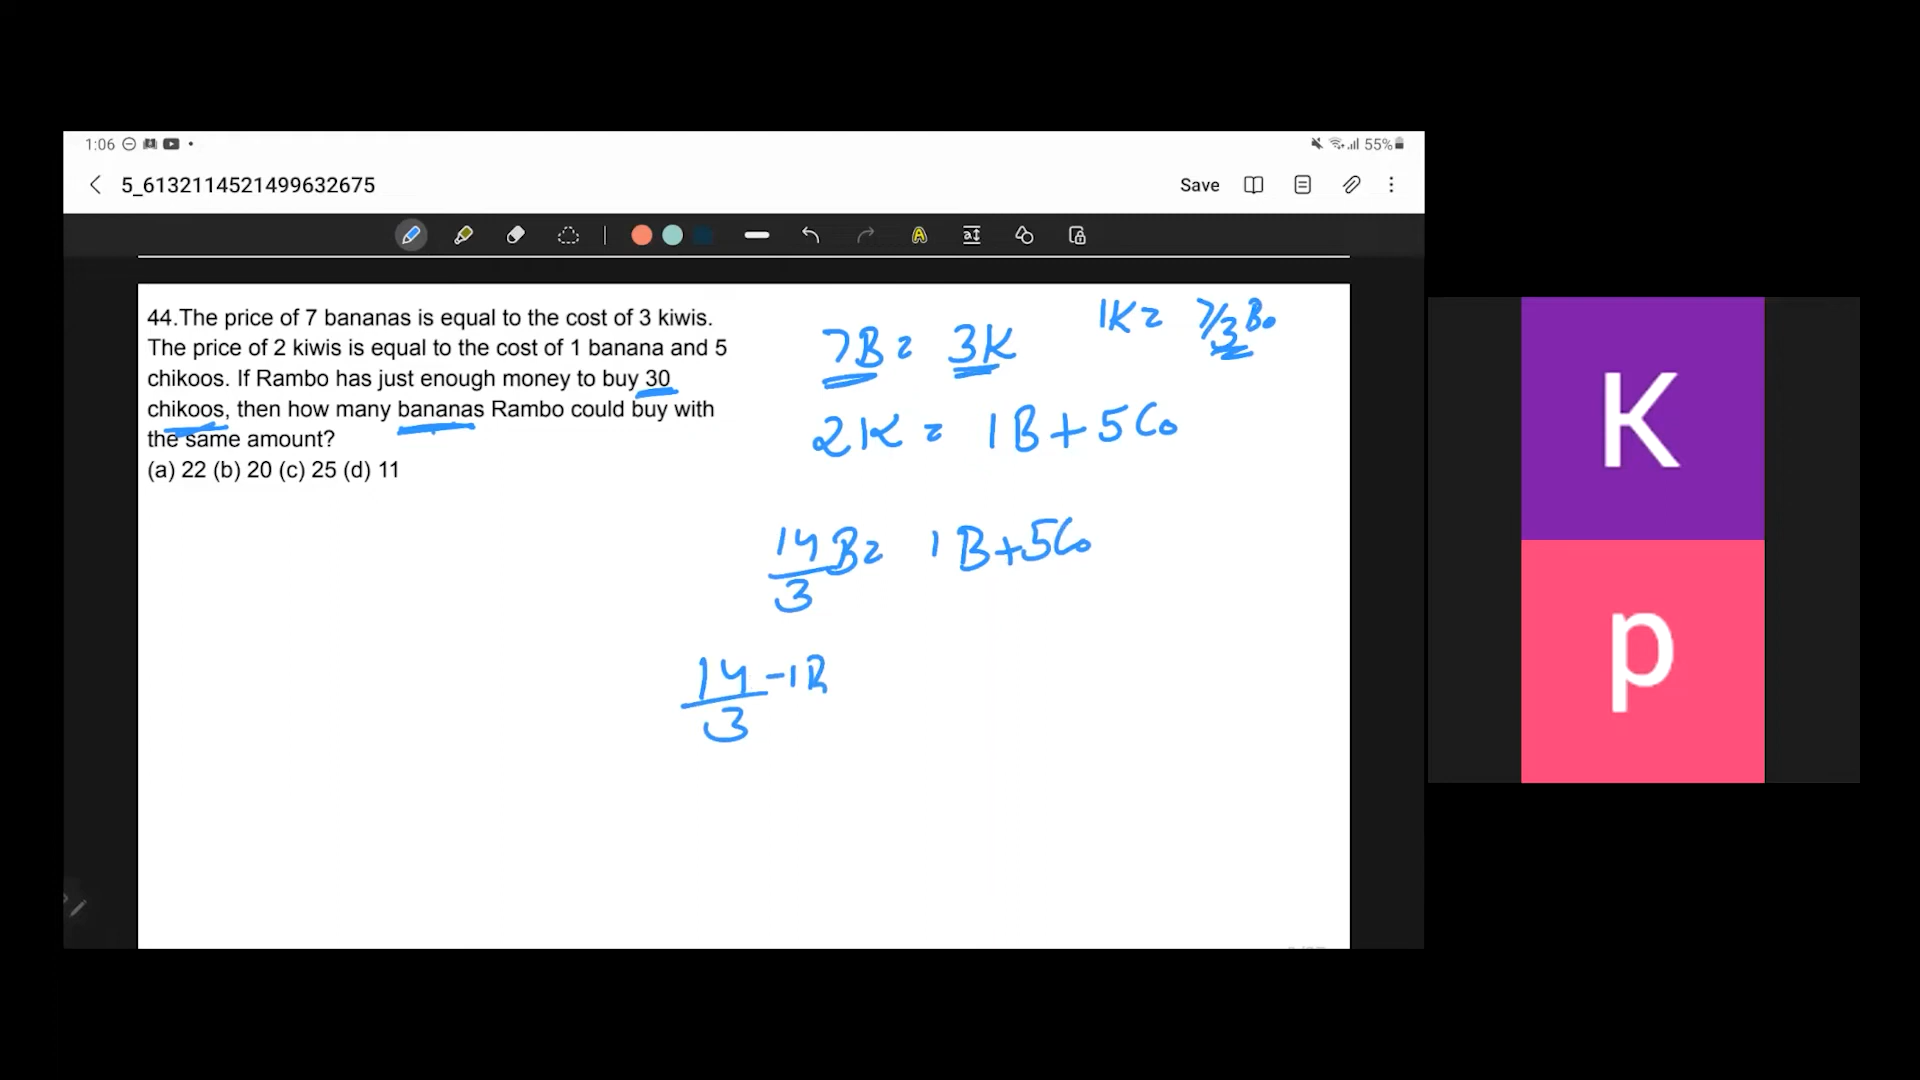 1:06
55%
5_6132114521499632675
Save
44.The price of 7 bananas is equal to the cost of 3 kiwis.
The price of 2 kiwis is equal to the cost of 1 banana and 5
chikoos. If Rambo has just enough money to buy 30
chikoos, then how many bananas Rambo could buy with
the same amount?
(a) 22 (b) 20 (c) 25 (d) 11
7B = 3K
1K = 7/3 B
2K = 1B + 5C
14/3 B = 1B + 5C
14/3 - 1B
K
p